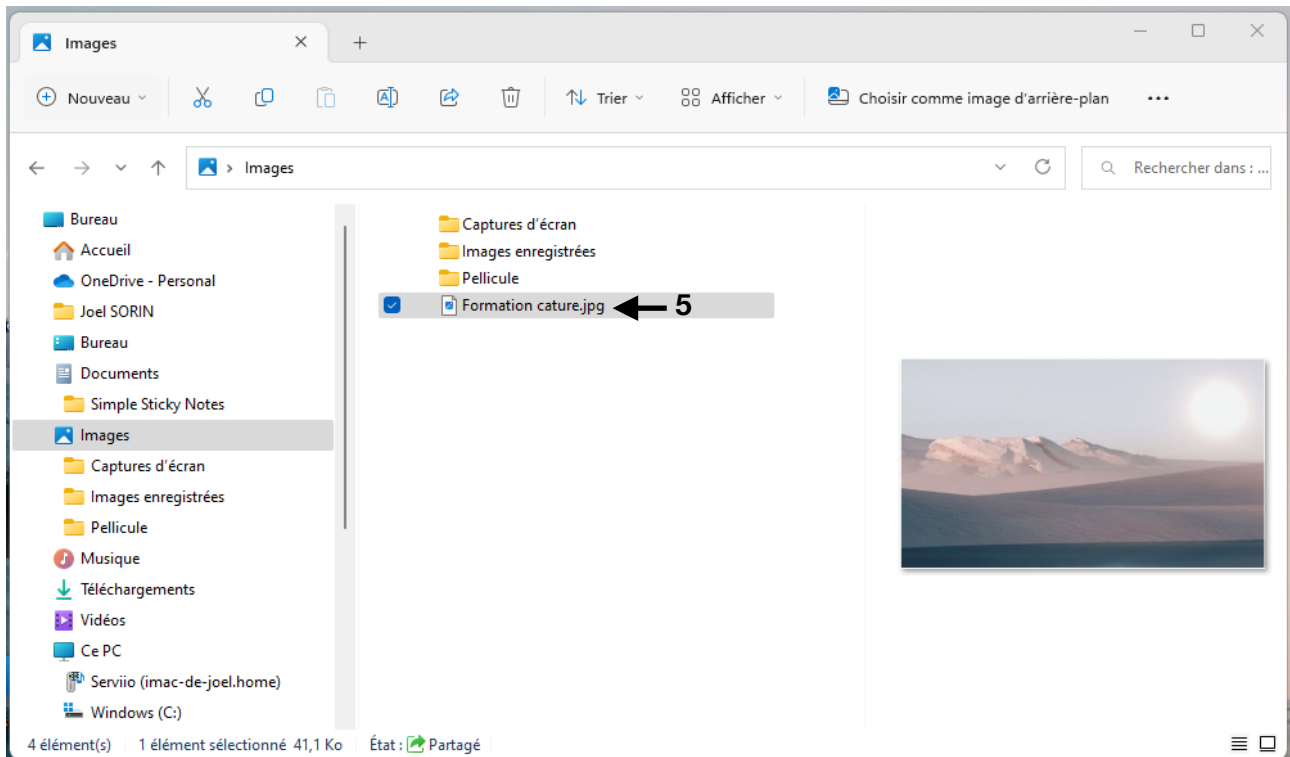 Images
Nouveau
Trier
Afficher
Choisir comme image d'arrière-plan
Images
Rechercher dans : ...
Bureau
Accueil
OneDrive - Personal
Joel SORIN
Bureau
Documents
Simple Sticky Notes
Images
Captures d'écran
Images enregistrées
Pellicule
Musique
Téléchargements
Vidéos
Ce PC
Serviio (imac-de-joel.home)
Windows (C:)
Captures d'écran
Images enregistrées
Pellicule
Formation cature.jpg 5
4 élément(s) 1 élément sélectionné 41,1 Ko État : Partagé